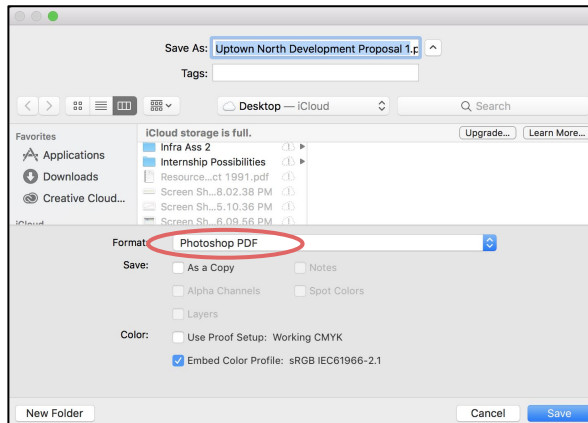 Save As: Uptown North Development Proposal 1.p
Tags:
Desktop — iCloud
Search
Favorites
Applications
Downloads
Creative Cloud...
iCloud
iCloud storage is full.
Upgrade...
Learn More...
Infra Ass 2
Internship Possibilities
Resource...ct 1991.pdf
Screen Sh...8.02.38 PM
Screen Sh...5.10.36 PM
Screen Sh...6.09.56 PM
Format: Photoshop PDF
Save: As a Copy Notes
Alpha Channels Spot Colors
Layers
Color: Use Proof Setup: Working CMYK
Embed Color Profile: sRGB IEC61966-2.1
New Folder Cancel Save